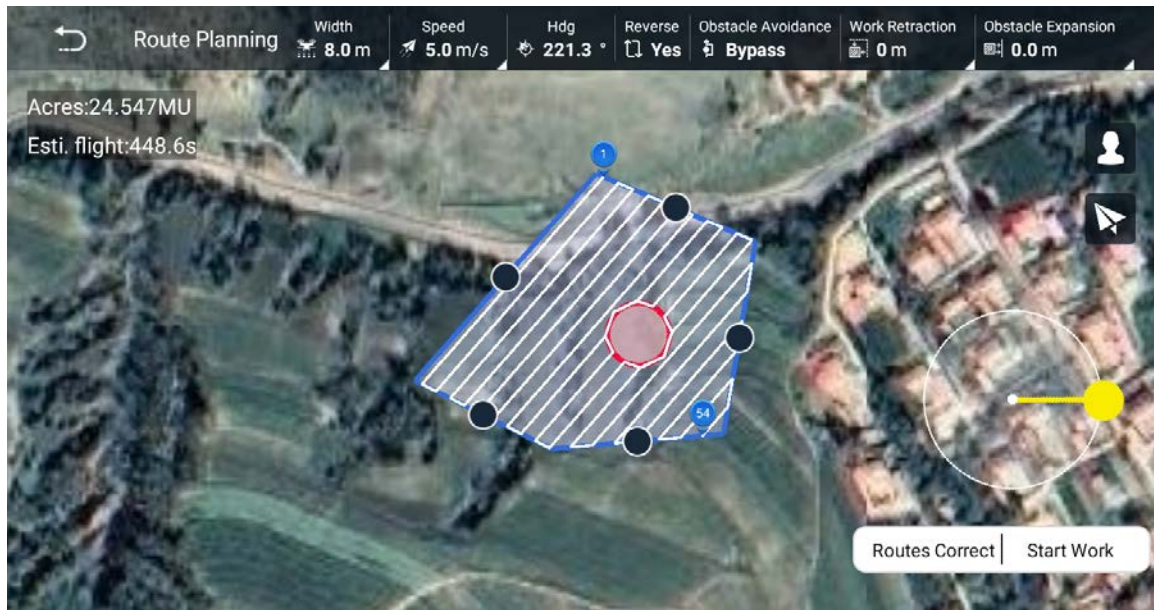 Route Planning
Width
8.0 m
Speed
5.0 m/s
Hdg
221.3 °
Reverse
Yes
Obstacle Avoidance
Bypass
Work Retraction
0 m
Obstacle Expansion
0.0 m
Acres:24.547MU
Esti. flight:448.6s
1
54
Routes Correct
Start Work